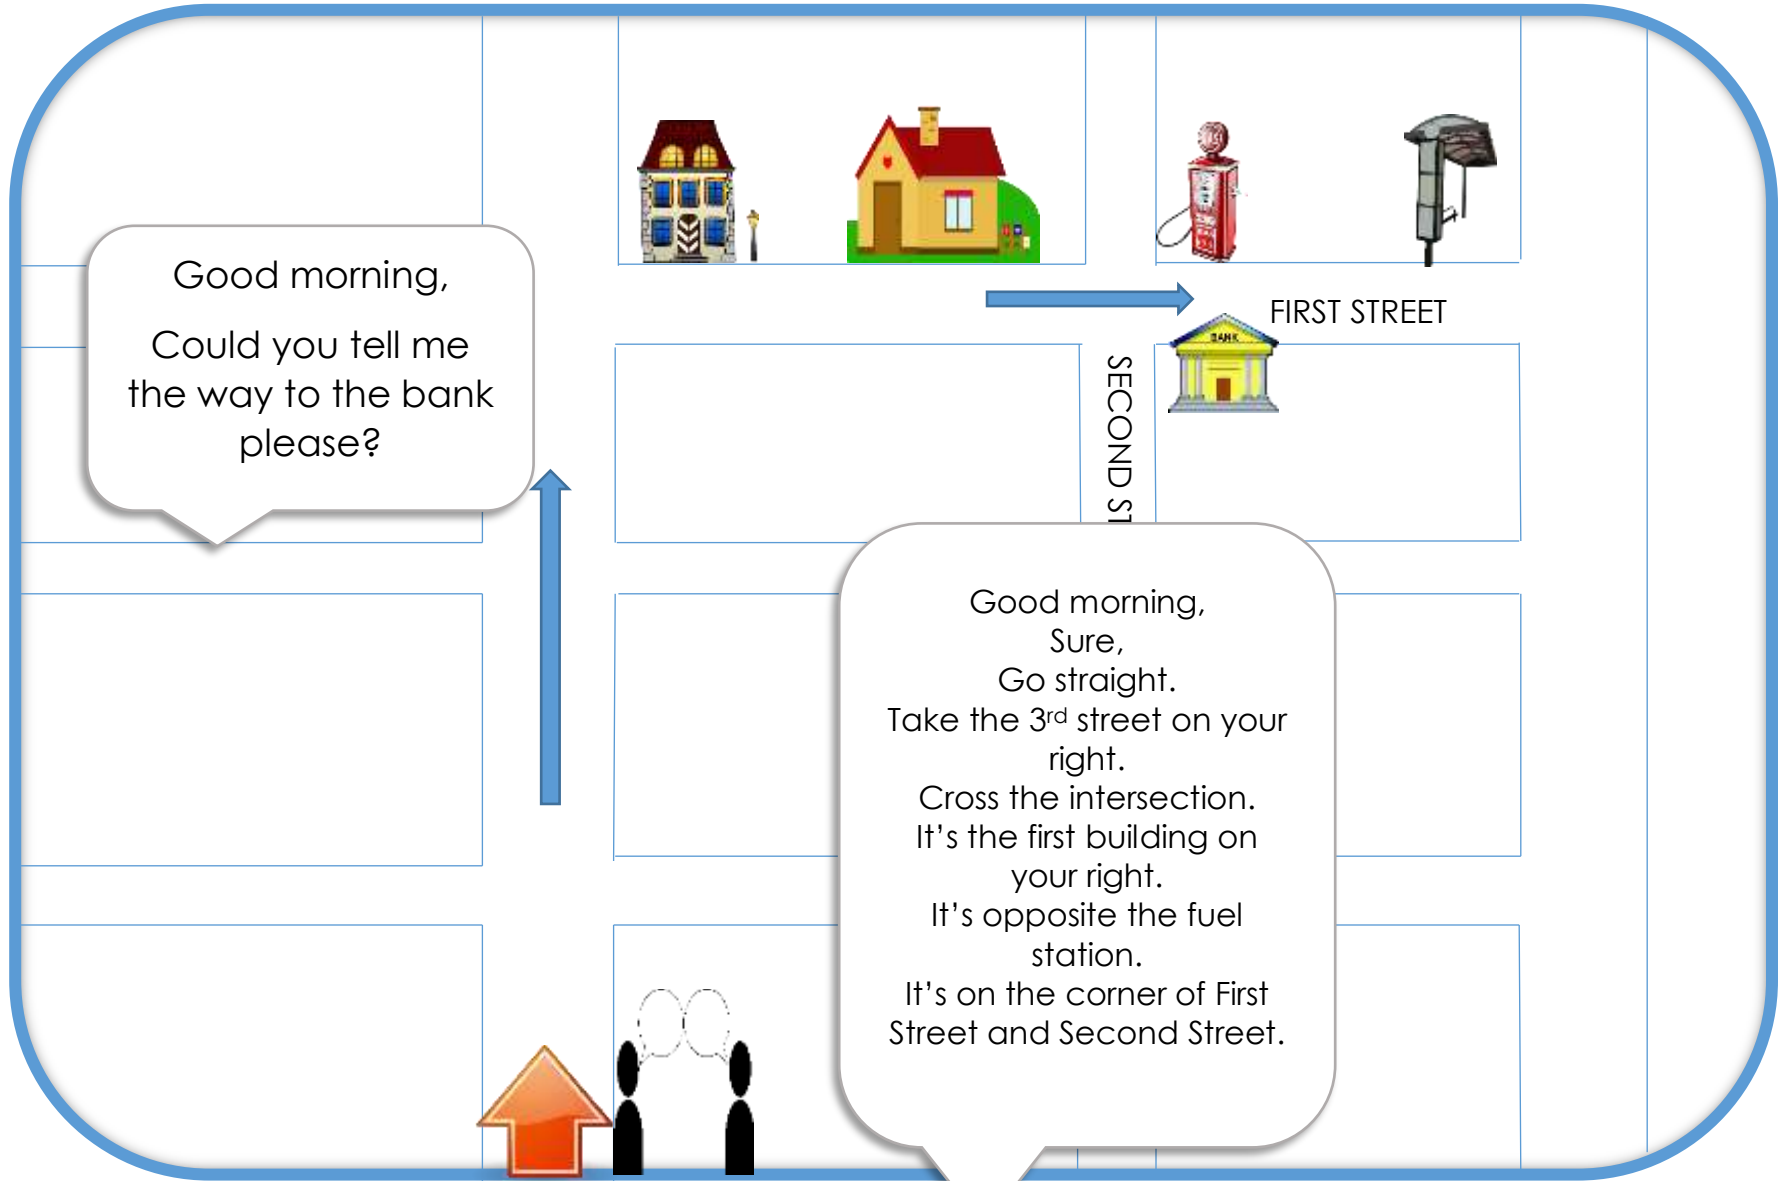 Good morning,
Could you tell me
the way to the bank
please?
BANK
FIRST STREET
SECOND ST
Good morning,
Sure,
Go straight.
Take the 3rd street on your
right.
Cross the intersection.
It's the first building on
your right.
It's opposite the fuel
station.
It's on the corner of First
Street and Second Street.